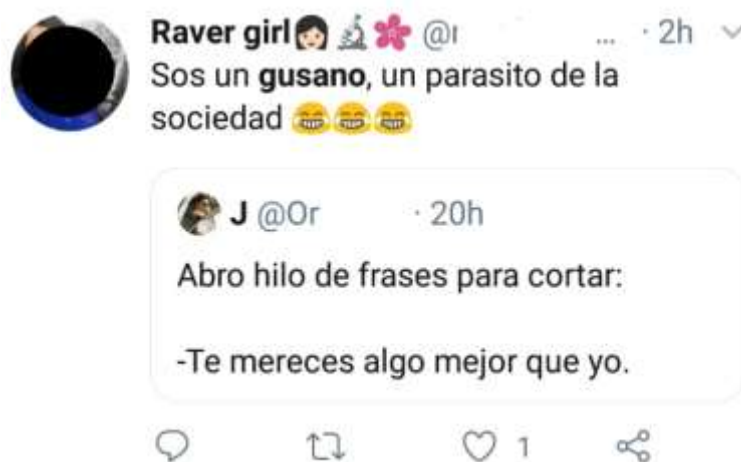 Raver girl👩🏻🔬🌺 @ ... · 2h
Sos un gusano, un parasito de la
sociedad 😂😂😂
J @Or · 20h
Abro hilo de frases para cortar:
-Te mereces algo mejor que yo.
1